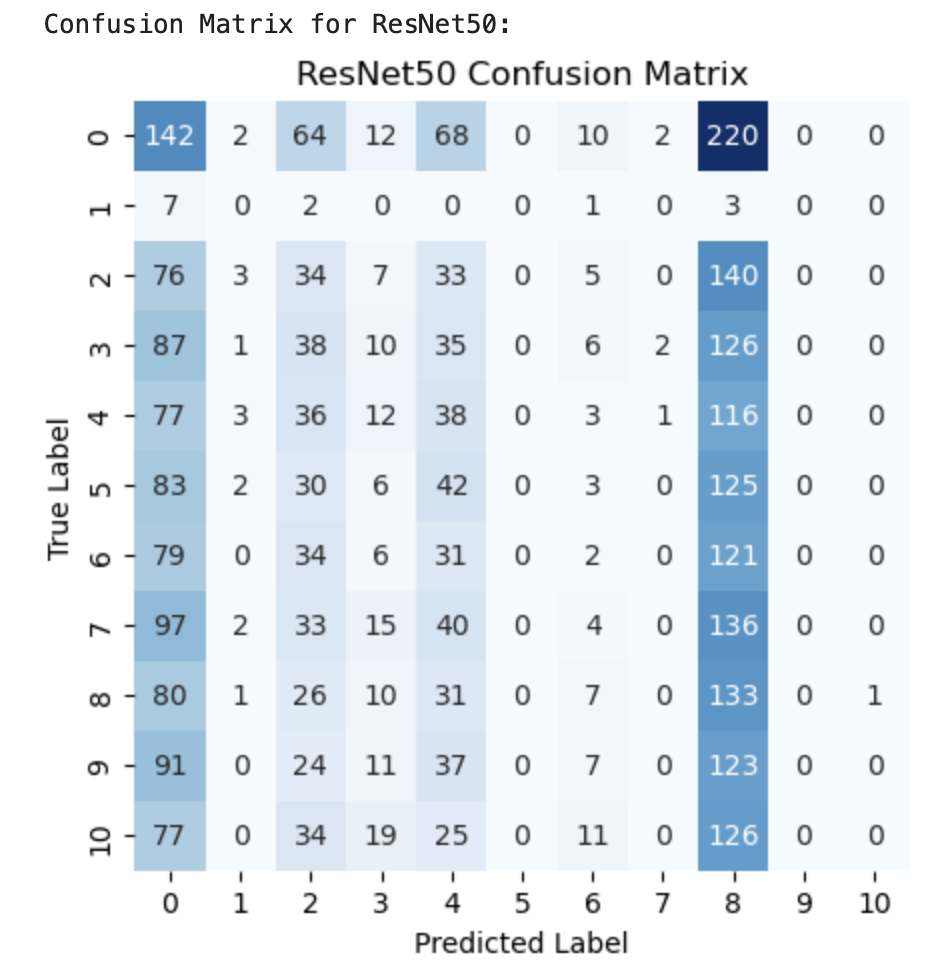 Confusion Matrix for ResNet50:
ResNet50 Confusion Matrix
0 142 2 64 12 68 0 10 2 220 0 0
1 7 0 2 0 0 0 1 0 3 0 0
2 76 3 34 7 33 0 5 0 140 0 0
3 87 1 38 10 35 0 6 2 126 0 0
4 77 3 36 12 38 0 3 1 116 0 0
5 83 2 30 6 42 0 3 0 125 0 0
6 79 0 34 6 31 0 2 0 121 0 0
7 97 2 33 15 40 0 4 0 136 0 0
8 80 1 26 10 31 0 7 0 133 0 1
9 91 0 24 11 37 0 7 0 123 0 0
10 77 0 34 19 25 0 11 0 126 0 0
True Label
0 1 2 3 4 5 6 7 8 9 10
Predicted Label